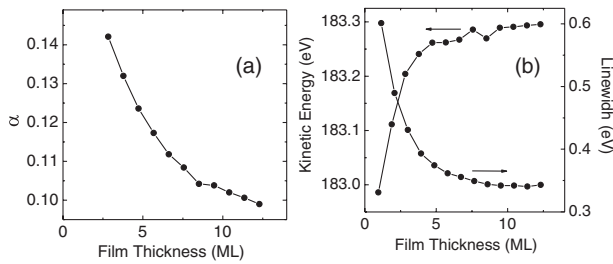 0.14
0.13
0.12
0.11
0.10
α
0
5
10
Film Thickness (ML)
(a)
183.3
183.2
183.1
183.0
Kinetic Energy (eV)
0
5
10
Film Thickness (ML)
(b)
0.6
0.5
0.4
0.3
Linewidh (eV)